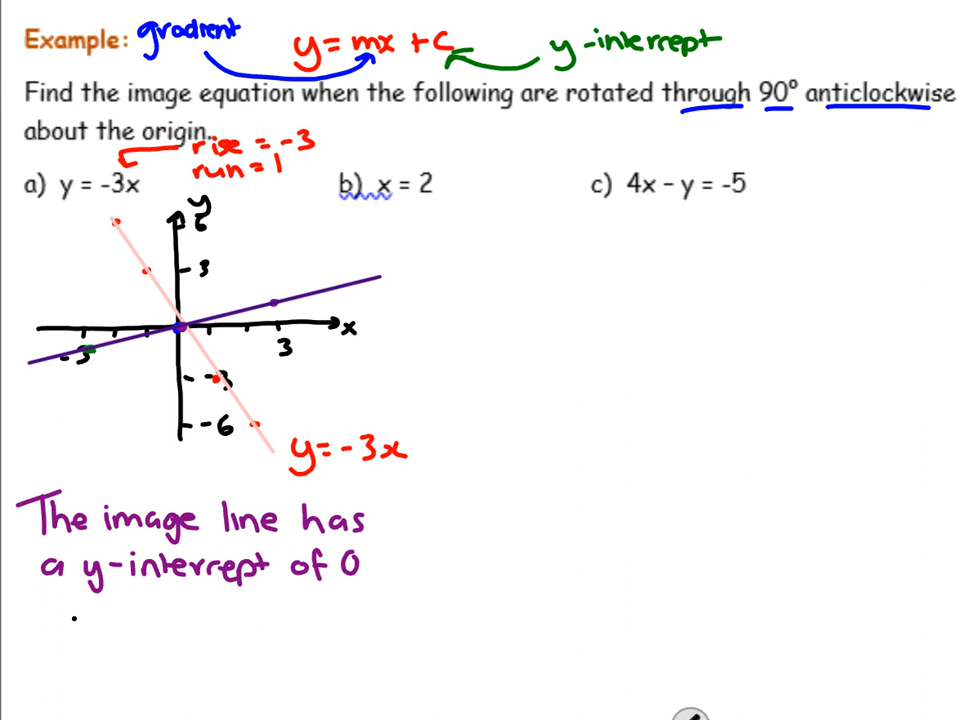 Example: gradient y = mx + c y-intercept
Find the image equation when the following are rotated through 90° anticlockwise
about the origin.
rise = -3
run = 1
a) y = -3x b) x = 2 c) 4x – y = -5
y
6
3
x
-3
3
-3
-6
y = -3x
The image line has
a y-intercept of 0